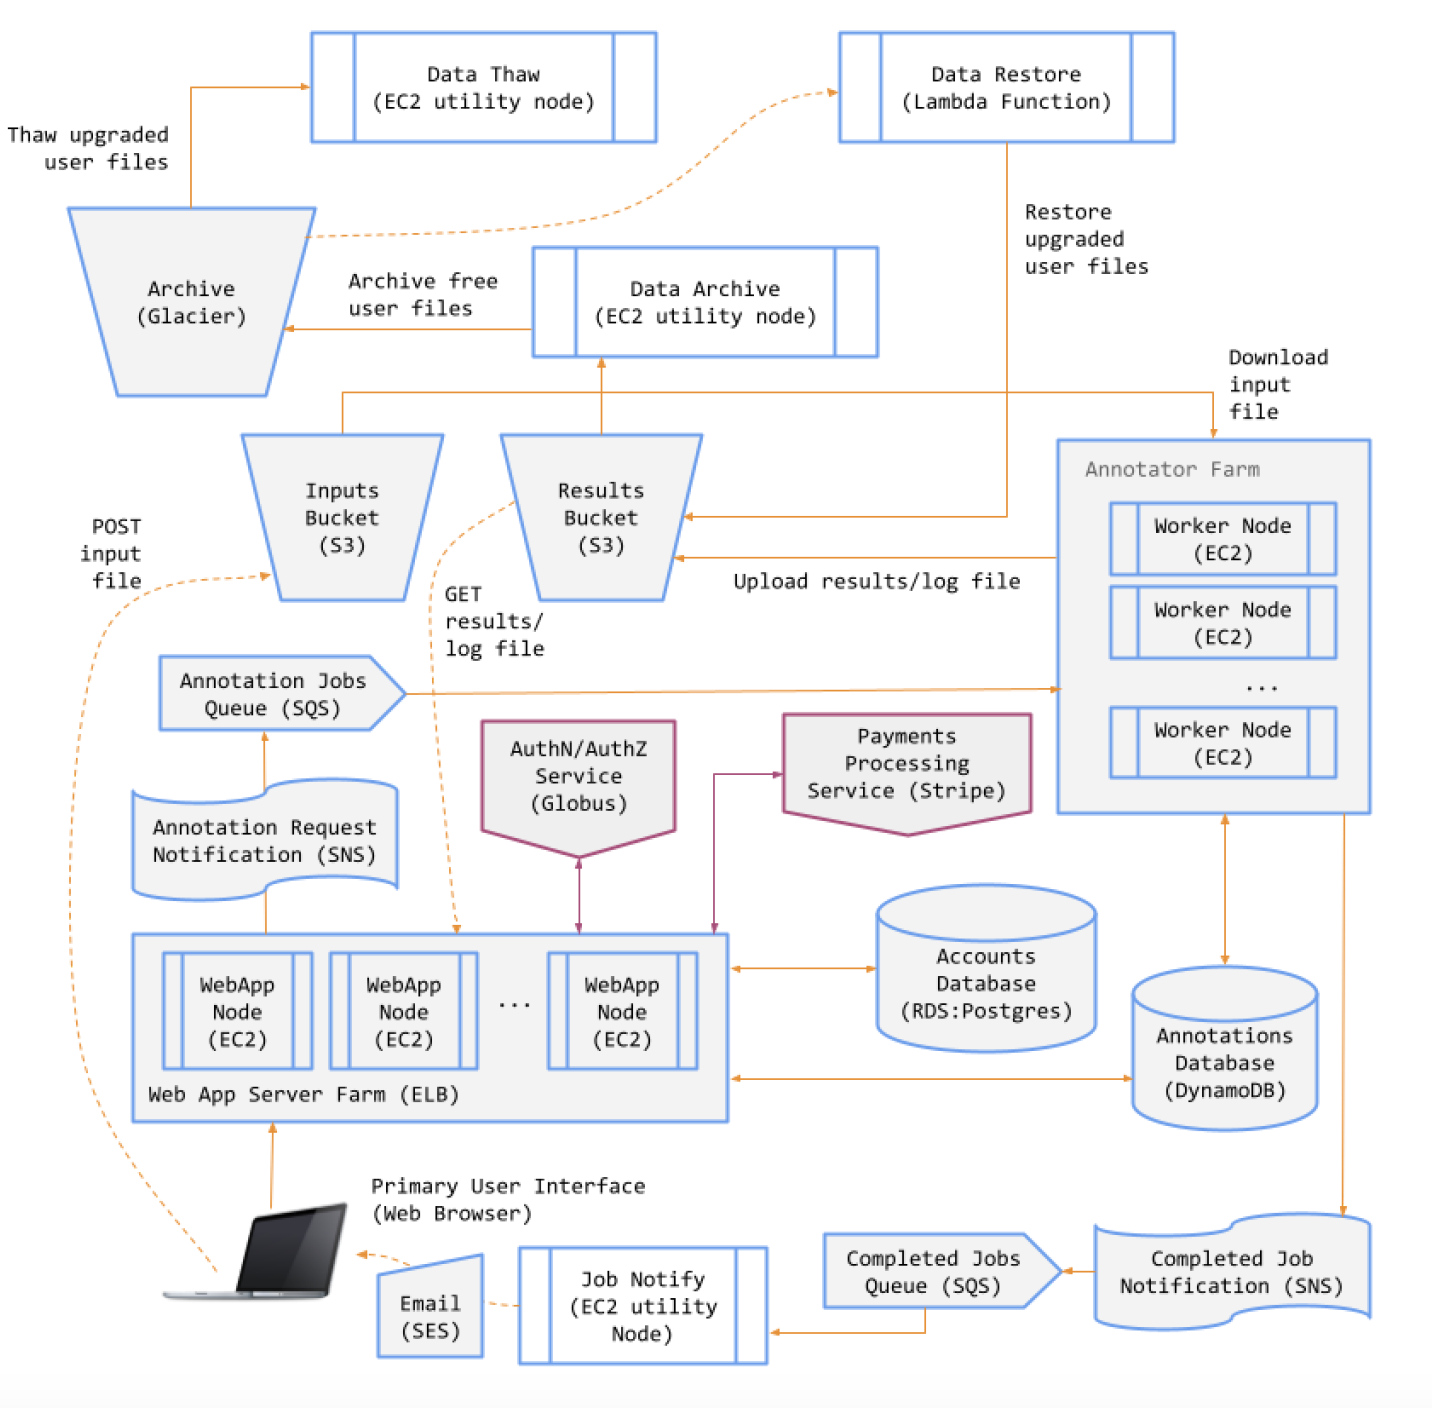 Data Thaw
(EC2 utility node)
Data Restore
(Lambda Function)
Thaw upgraded
user files
Restore
upgraded
user files
Archive
(Glacier)
Archive free
user files
Data Archive
(EC2 utility node)
Download
input
file
Inputs
Bucket
(S3)
Results
Bucket
(S3)
Annotator Farm
Worker Node
(EC2)
Worker Node
(EC2)
...
Worker Node
(EC2)
POST
input
file
GET
results/
log file
Upload results/log file
Annotation Jobs
Queue (SQS)
AuthN/AuthZ
Service
(Globus)
Payments
Processing
Service (Stripe)
Annotation Request
Notification (SNS)
WebApp
Node
(EC2)
WebApp
Node
(EC2)
...
WebApp
Node
(EC2)
Web App Server Farm (ELB)
Accounts
Database
(RDS:Postgres)
Annotations
Database
(DynamoDB)
Primary User Interface
(Web Browser)
Email
(SES)
Job Notify
(EC2 utility
Node)
Completed Jobs
Queue (SQS)
Completed Job
Notification (SNS)